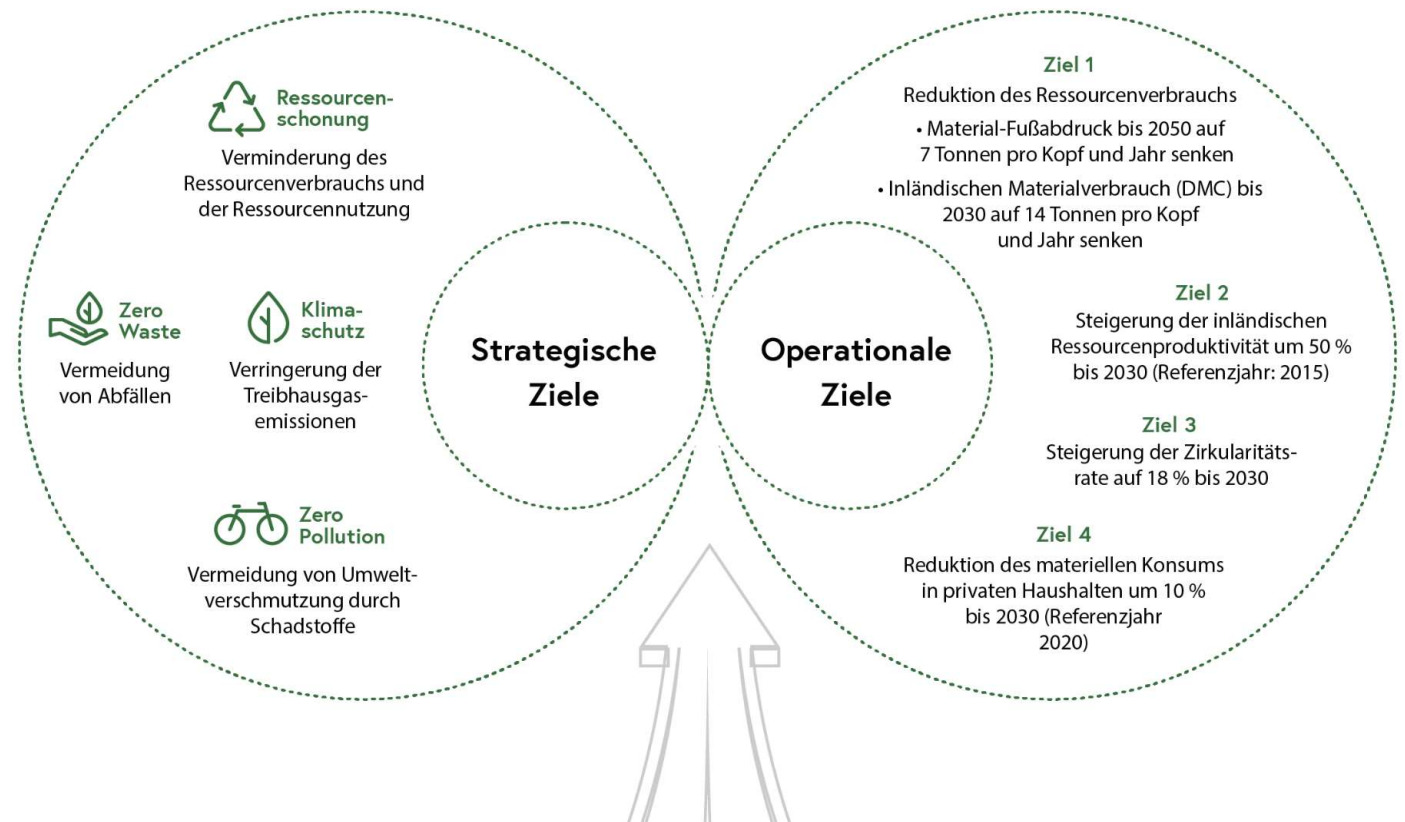 Ressourcen-
schonung
Verminderung des
Ressourcenverbrauchs und
der Ressourcennutzung
Zero
Waste
Vermeidung
von Abfällen
Klima-
schutz
Verringerung der
Treibhausgas-
emissionen
Zero
Pollution
Vermeidung von Umwelt-
verschmutzung durch
Schadstoffe
Strategische
Ziele
Operationale
Ziele
Ziel 1
Reduktion des Ressourcenverbrauchs
• Material-Fußabdruck bis 2050 auf
7 Tonnen pro Kopf und Jahr senken
• Inländischen Materialverbrauch (DMC) bis
2030 auf 14 Tonnen pro Kopf
und Jahr senken
Ziel 2
Steigerung der inländischen
Ressourcenproduktivität um 50 %
bis 2030 (Referenzjahr: 2015)
Ziel 3
Steigerung der Zirkularitäts-
rate auf 18 % bis 2030
Ziel 4
Reduktion des materiellen Konsums
in privaten Haushalten um 10 %
bis 2030 (Referenzjahr
2020)